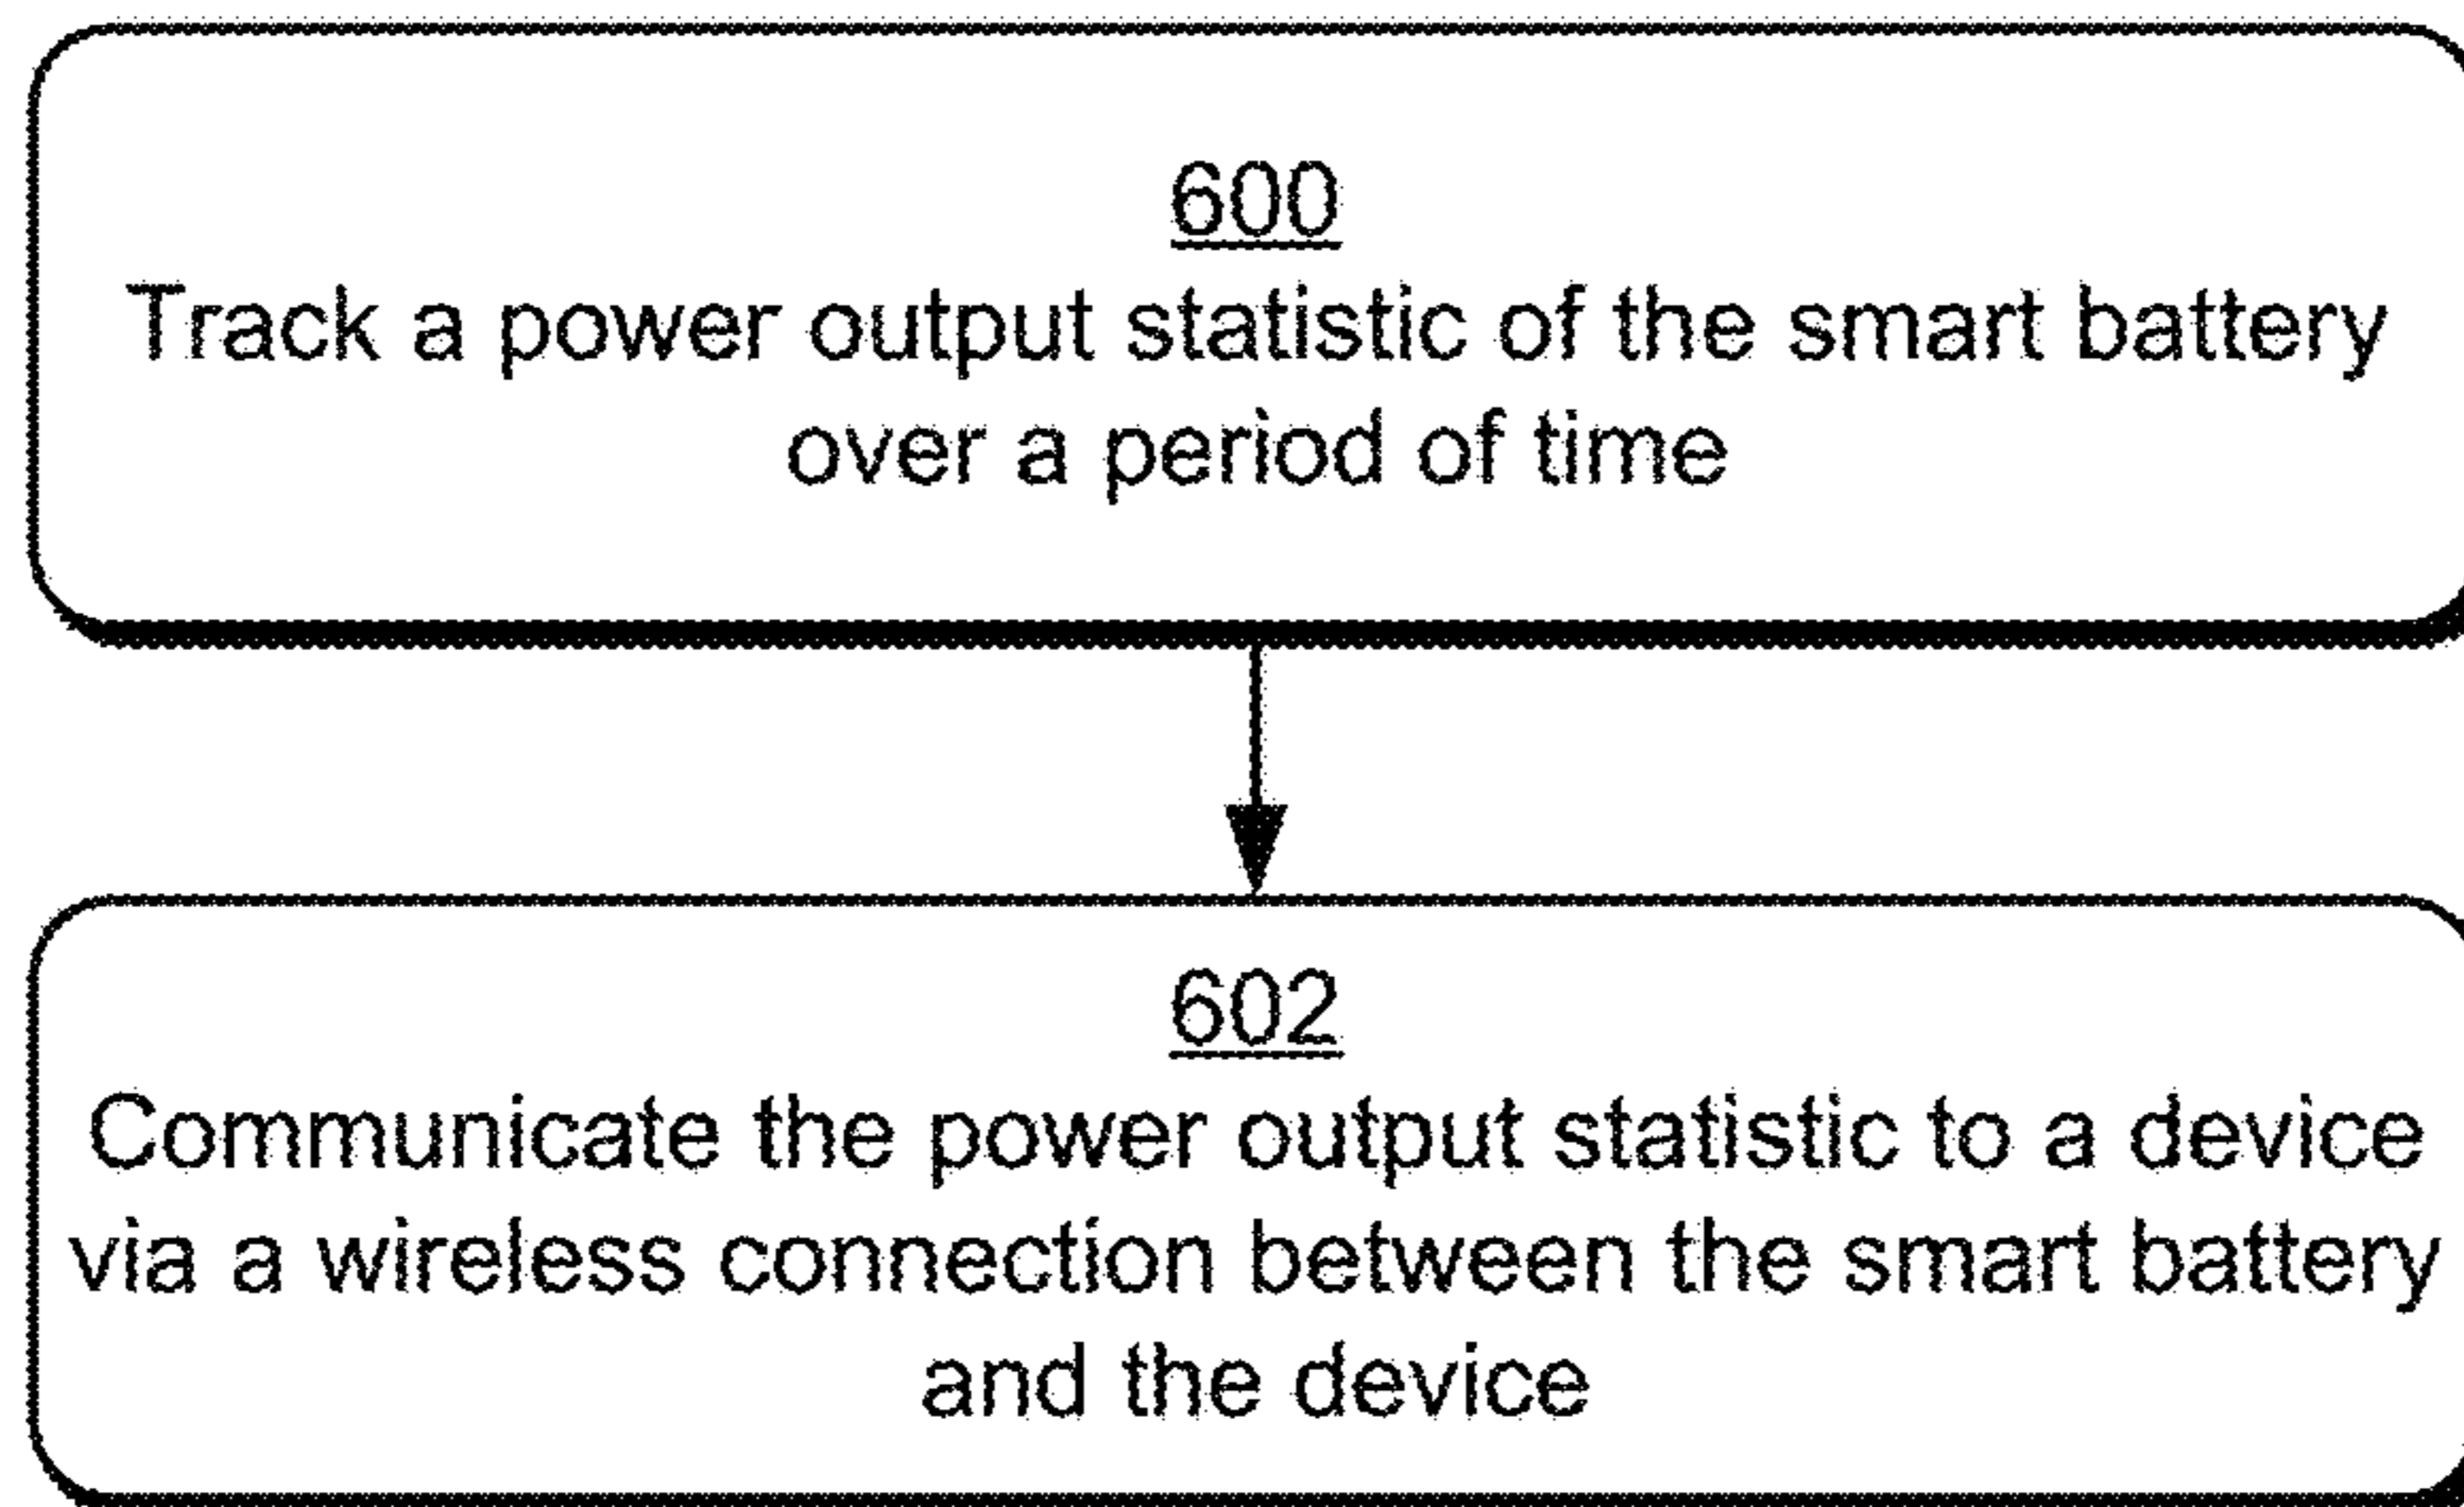 600
Track a power output statistic of the smart battery
over a period of time
602
Communicate the power output statistic to a device
via a wireless connection between the smart battery
and the device